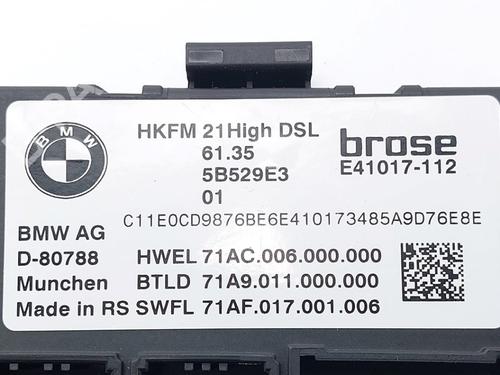 BMW
HKFM 21High DSL
61.35
5B529E3
01
brose
E41017-112
C11E0CD9876BE6E410173485A9D76E8E
BMW AG
D-80788
Munchen
Made in RS
HWEL 71AC.006.000.000
BTLD 71A9.011.000.000
SWFL 71AF.017.001.006